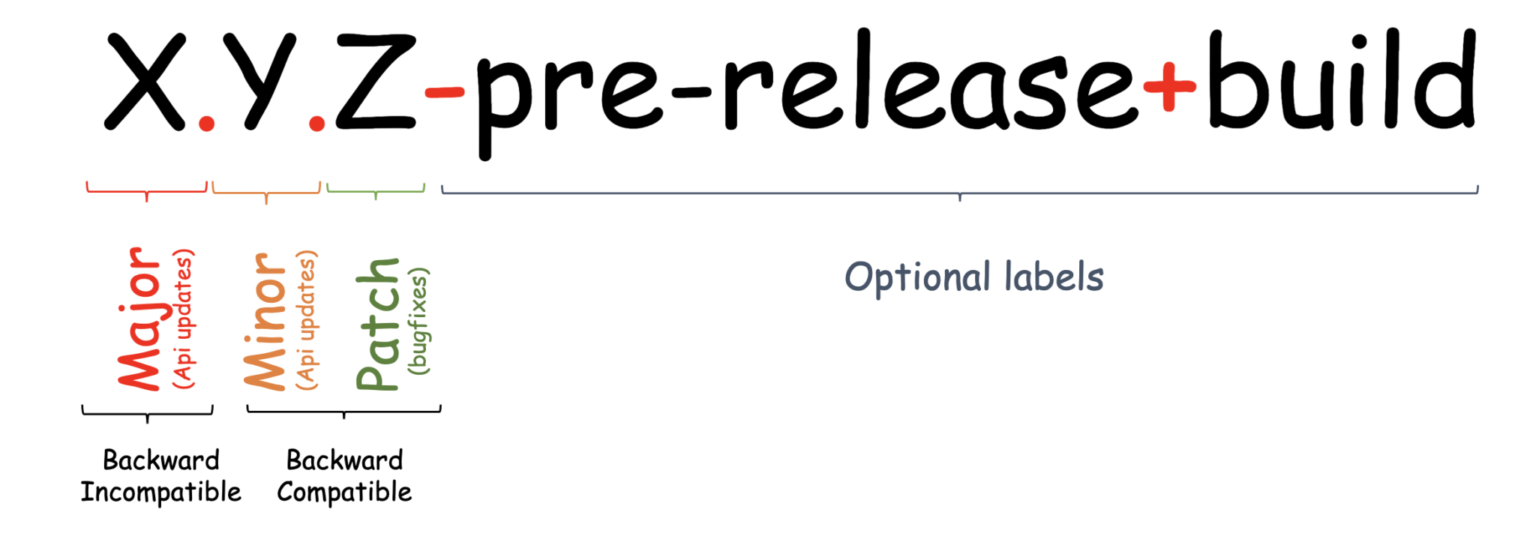 X.Y.Z-pre-release+build
Major
(Api updates)
Minor
(Api updates)
Patch
(bugfixes)
Optional labels
Backward
Incompatible
Backward
Compatible